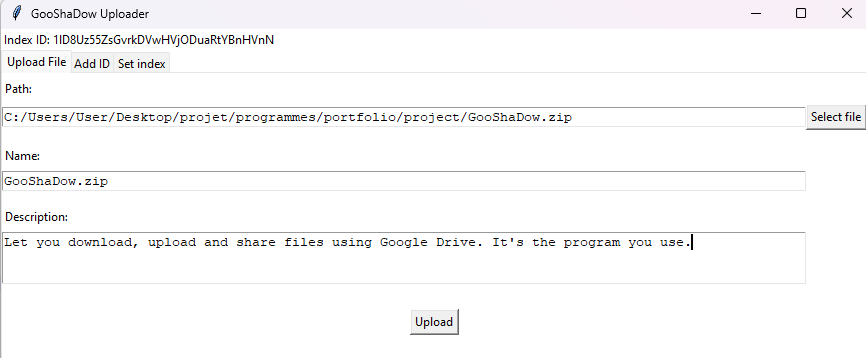 GooShaDow Uploader
Index ID: 1lD8Uz55ZsGvrkDVwHVjODuaRtYBnHVnN
Upload File Add ID Set index
Path:
C:/Users/User/Desktop/projet/programmes/portfolio/project/GooShaDow.zip Select file
Name:
GooShaDow.zip
Description:
Let you download, upload and share files using Google Drive. It's the program you use.
Upload